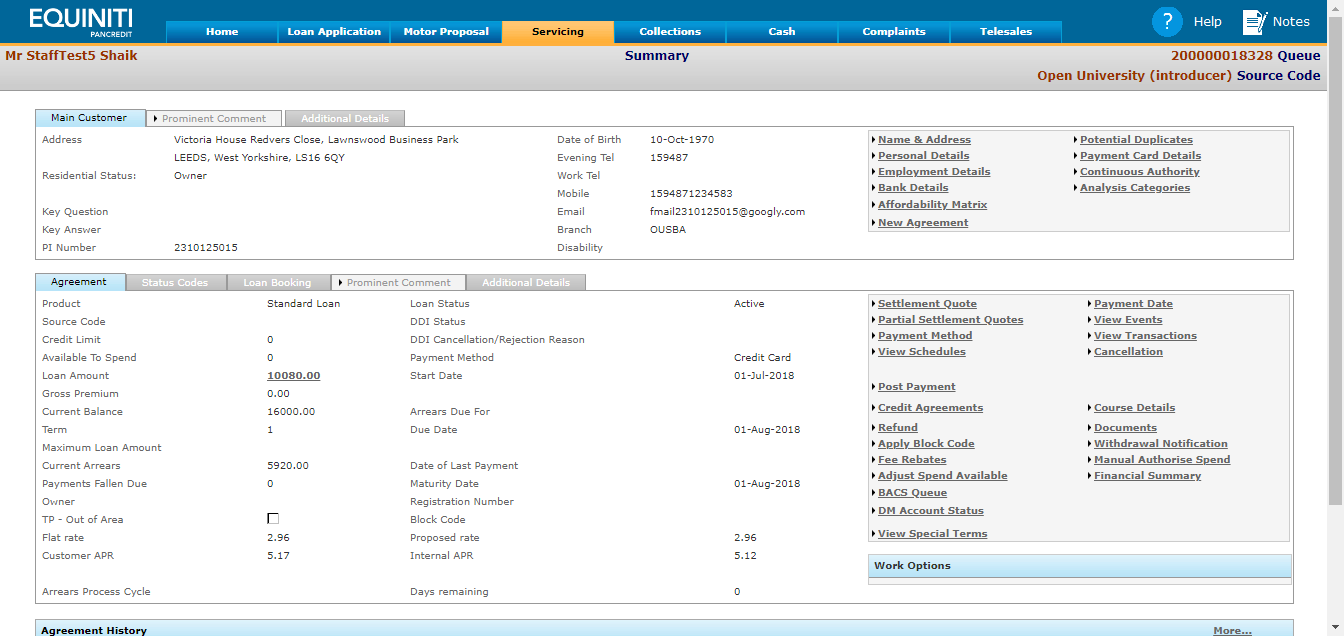 EQUINITI
PANCREDIT
Home Loan Application Motor Proposal Servicing Collections Cash Complaints Telesales ? Help Notes
Mr StaffTest5 Shaik Summary 200000018328 Queue
Open University (introducer) Source Code
Main Customer Prominent Comment Additional Details
Address Victoria House Redvers Close, Lawnswood Business Park Date of Birth 10-Oct-1970 Name & Address Potential Duplicates
LEEDS, West Yorkshire, LS16 6QY Evening Tel 159487 Personal Details Payment Card Details
Residential Status: Owner Work Tel Employment Details Continuous Authority
Mobile 1594871234583 Bank Details Analysis Categories
Key Question Email fmail2310125015@googly.com Affordability Matrix
Key Answer Branch OUSBA New Agreement
PI Number 2310125015 Disability
Agreement Status Codes Loan Booking Prominent Comment Additional Details
Product Standard Loan Loan Status Active Settlement Quote Payment Date
Source Code DDI Status Partial Settlement Quotes View Events
Credit Limit 0 DDI Cancellation/Rejection Reason Payment Method View Transactions
Available To Spend 0 Payment Method Credit Card View Schedules Cancellation
Loan Amount 10080.00 Start Date 01-Jul-2018
Gross Premium 0.00 Post Payment
Current Balance 16000.00 Arrears Due For Credit Agreements Course Details
Term 1 Due Date 01-Aug-2018 Refund Documents
Maximum Loan Amount Apply Block Code Withdrawal Notification
Current Arrears 5920.00 Date of Last Payment Fee Rebates Manual Authorise Spend
Payments Fallen Due 0 Maturity Date 01-Aug-2018 Adjust Spend Available Financial Summary
Owner Registration Number BACS Queue
TP - Out of Area Block Code DM Account Status
Flat rate 2.96 Proposed rate 2.96 View Special Terms
Customer APR 5.17 Internal APR 5.12
Work Options
Arrears Process Cycle Days remaining 0
Agreement History More...